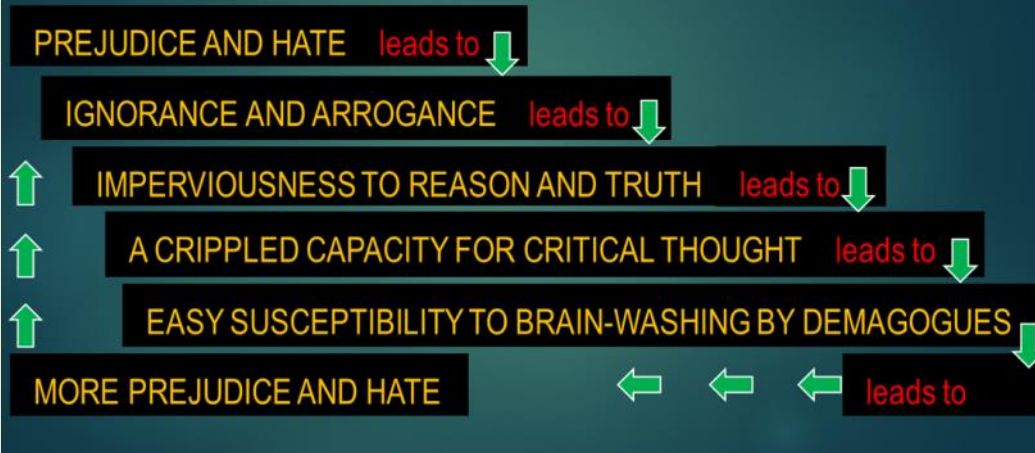 PREJUDICE AND HATE leads to
IGNORANCE AND ARROGANCE leads to
IMPERVIOUSNESS TO REASON AND TRUTH leads to
A CRIPPLED CAPACITY FOR CRITICAL THOUGHT leads to
EASY SUSCEPTIBILITY TO BRAIN-WASHING BY DEMAGOGUES
leads to
MORE PREJUDICE AND HATE